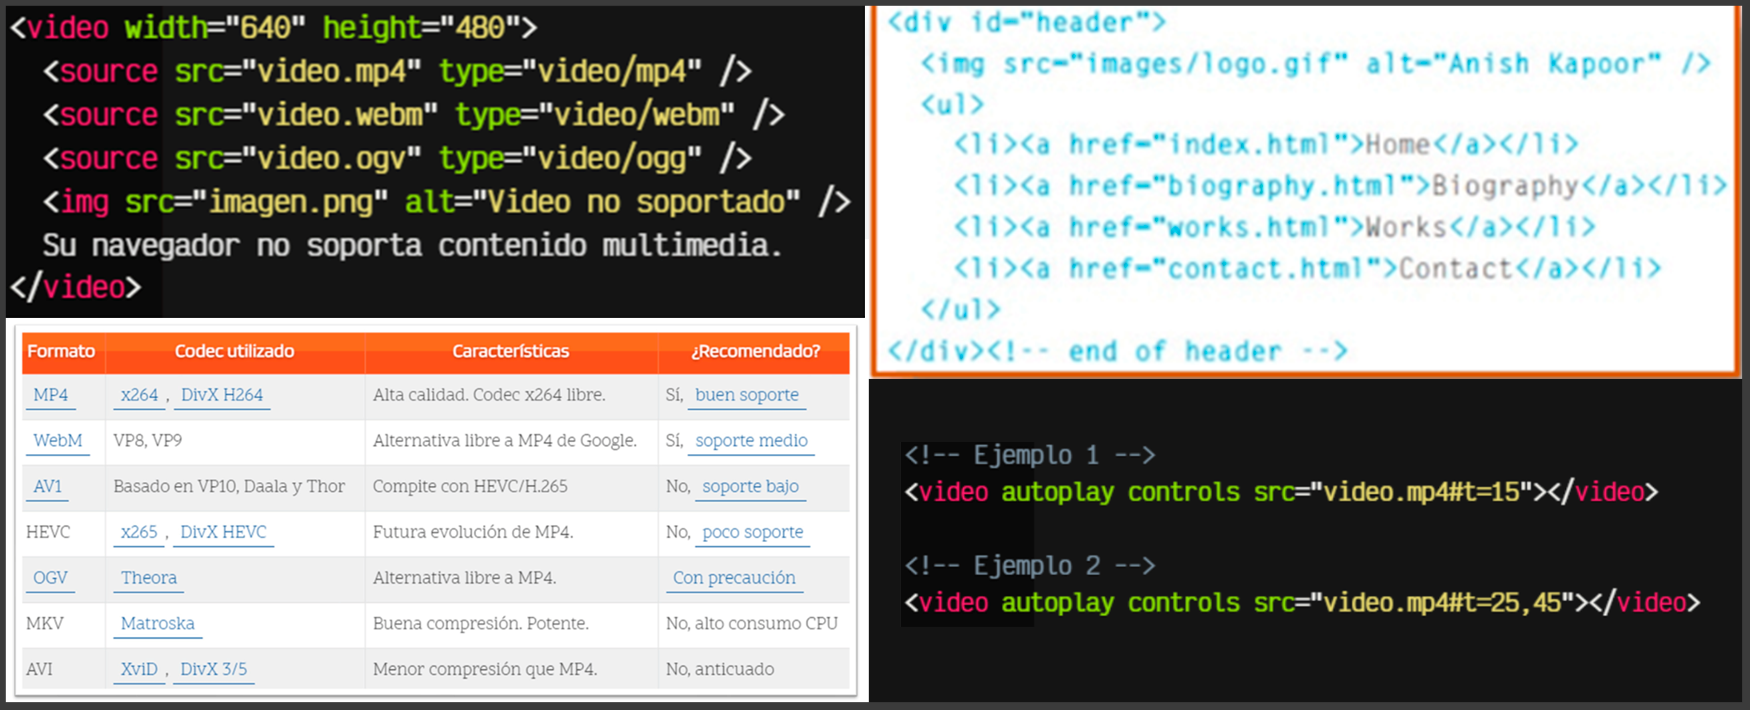 <video width="640" height="480">
<source src="video.mp4" type="video/mp4" />
<source src="video.webm" type="video/webm" />
<source src="video.ogv" type="video/ogg" />
<img src="imagen.png" alt="Video no soportado" />
Su navegador no soporta contenido multimedia.
</video>
Formato Codec utilizado Características ¿Recomendado?
MP4 x264 , DivX H264 Alta calidad. Codec x264 libre. Sí, buen soporte
WebM VP8, VP9 Alternativa libre a MP4 de Google. Sí, soporte medio
AV1 Basado en VP10, Daala y Thor Compite con HEVC/H.265 No, soporte bajo
HEVC x265 , DivX HEVC Futura evolución de MP4. No, poco soporte
OGV Theora Alternativa libre a MP4. Con precaución
MKV Matroska Buena compresión. Potente. No, alto consumo CPU
AVI XviD , DivX 3/5 Menor compresión que MP4. No, anticuado
<div id="header">
<img src="images/logo.gif" alt="Anish Kapoor" />
<ul>
<li><a href="index.html">Home</a></li>
<li><a href="biography.html">Biography</a></li>
<li><a href="works.html">Works</a></li>
<li><a href="contact.html">Contact</a></li>
</ul>
</div><!-- end of header -->
<!-- Ejemplo 1 -->
<video autoplay controls src="video.mp4#t=15"></video>
<!-- Ejemplo 2 -->
<video autoplay controls src="video.mp4#t=25,45"></video>